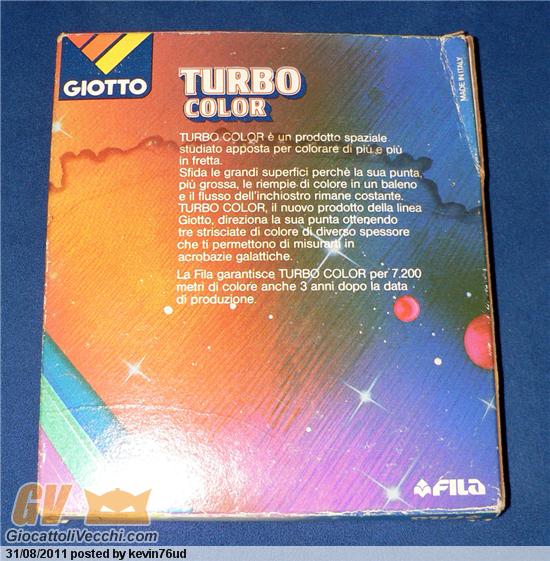 GIOTTO
TURBO
COLOR
MADE IN ITALY
TURBO COLOR è un prodotto spaziale
studiato apposta per colorare di più e più
in fretta.
Sfida le grandi superfici perchè la sua punta,
più grossa, le riempie di colore in un baleno
e il flusso dell'inchiostro rimane costante.
TURBO COLOR, il nuovo prodotto della linea
Giotto, direziona la sua punta ottenendo
tre strisciate di colore di diverso spessore
che ti permettono di misurarti in
acrobazie galattiche.
La Fila garantisce TURBO COLOR per 7.200
metri di colore anche 3 anni dopo la data
di produzione.
FILA
GV
GiocattoliVecchi.com
31/08/2011 posted by kevin76ud